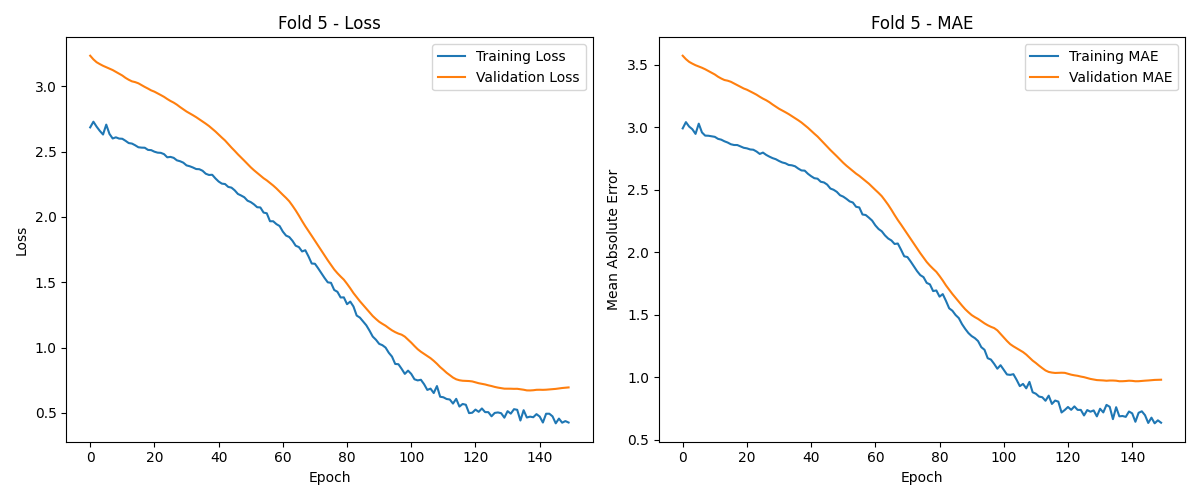 Fold 5 - Loss
Training Loss
Validation Loss
3.0
2.5
2.0
1.5
1.0
0.5
Loss
0 20 40 60 80 100 120 140
Epoch
Fold 5 - MAE
Training MAE
Validation MAE
3.5
3.0
2.5
2.0
1.5
1.0
0.5
Mean Absolute Error
0 20 40 60 80 100 120 140
Epoch